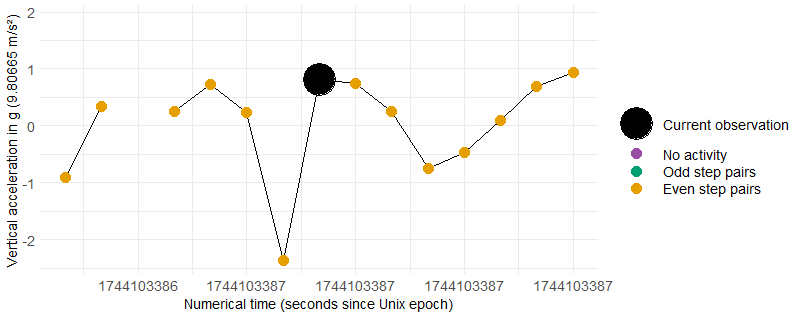 Vertical acceleration in g (9.80665 m/s²)
2
1
0
-1
-2
1744103386
1744103387
1744103387
1744103387
1744103387
Numerical time (seconds since Unix epoch)
Current observation
No activity
Odd step pairs
Even step pairs